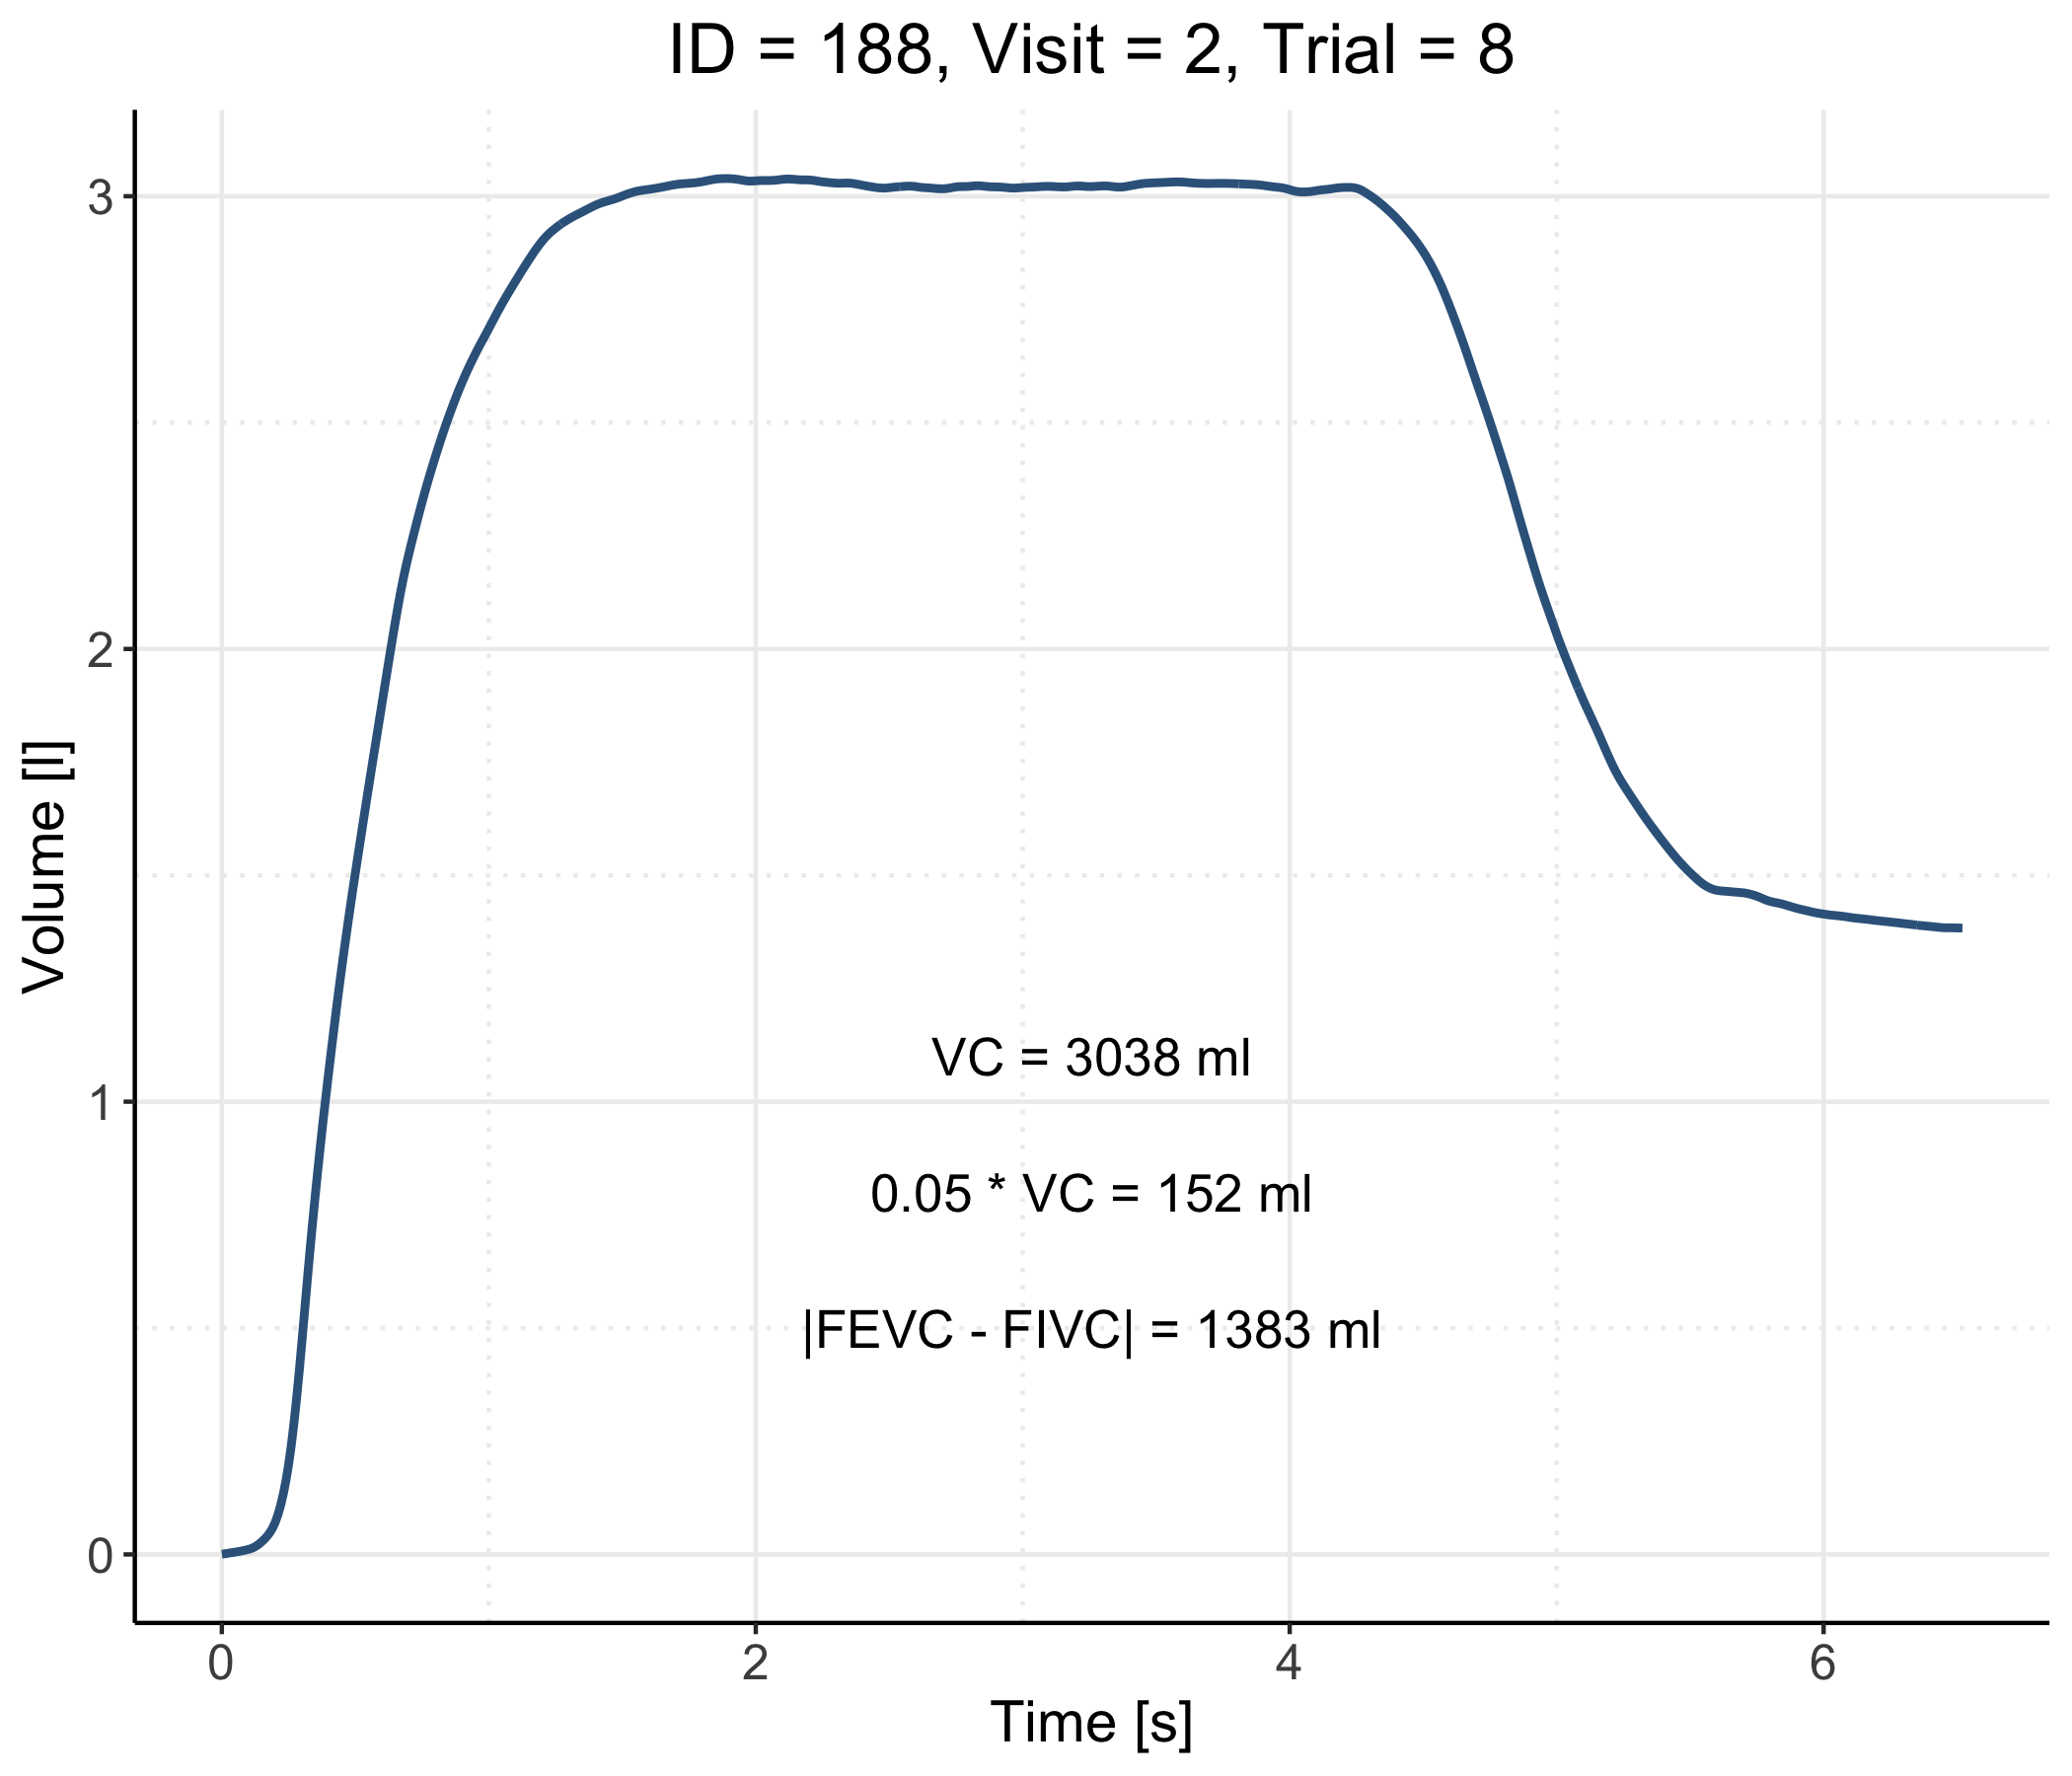 ID = 188, Visit = 2, Trial = 8
3
2
1
0
Volume [l]
VC = 3038 ml
0.05 * VC = 152 ml
|FEVC - FIVC| = 1383 ml
0 2 4 6
Time [s]